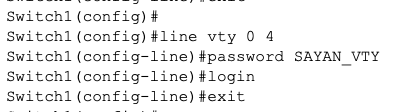 Switch1(config)#
Switch1(config)#line vty 0 4
Switch1(config-line)#password SAYAN_VTY
Switch1(config-line)#login
Switch1(config-line)#exit